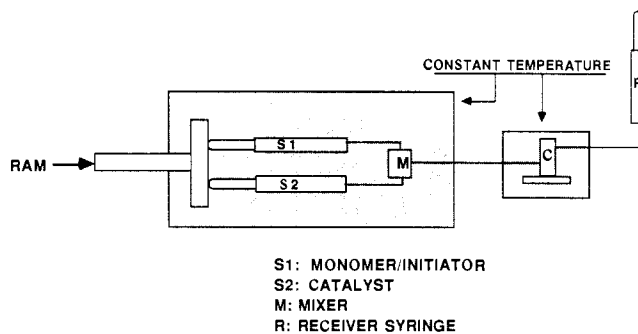 CONSTANT TEMPERATURE
R
S1
RAM
M
C
S2
S1: MONOMER/INITIATOR
S2: CATALYST
M: MIXER
R: RECEIVER SYRINGE